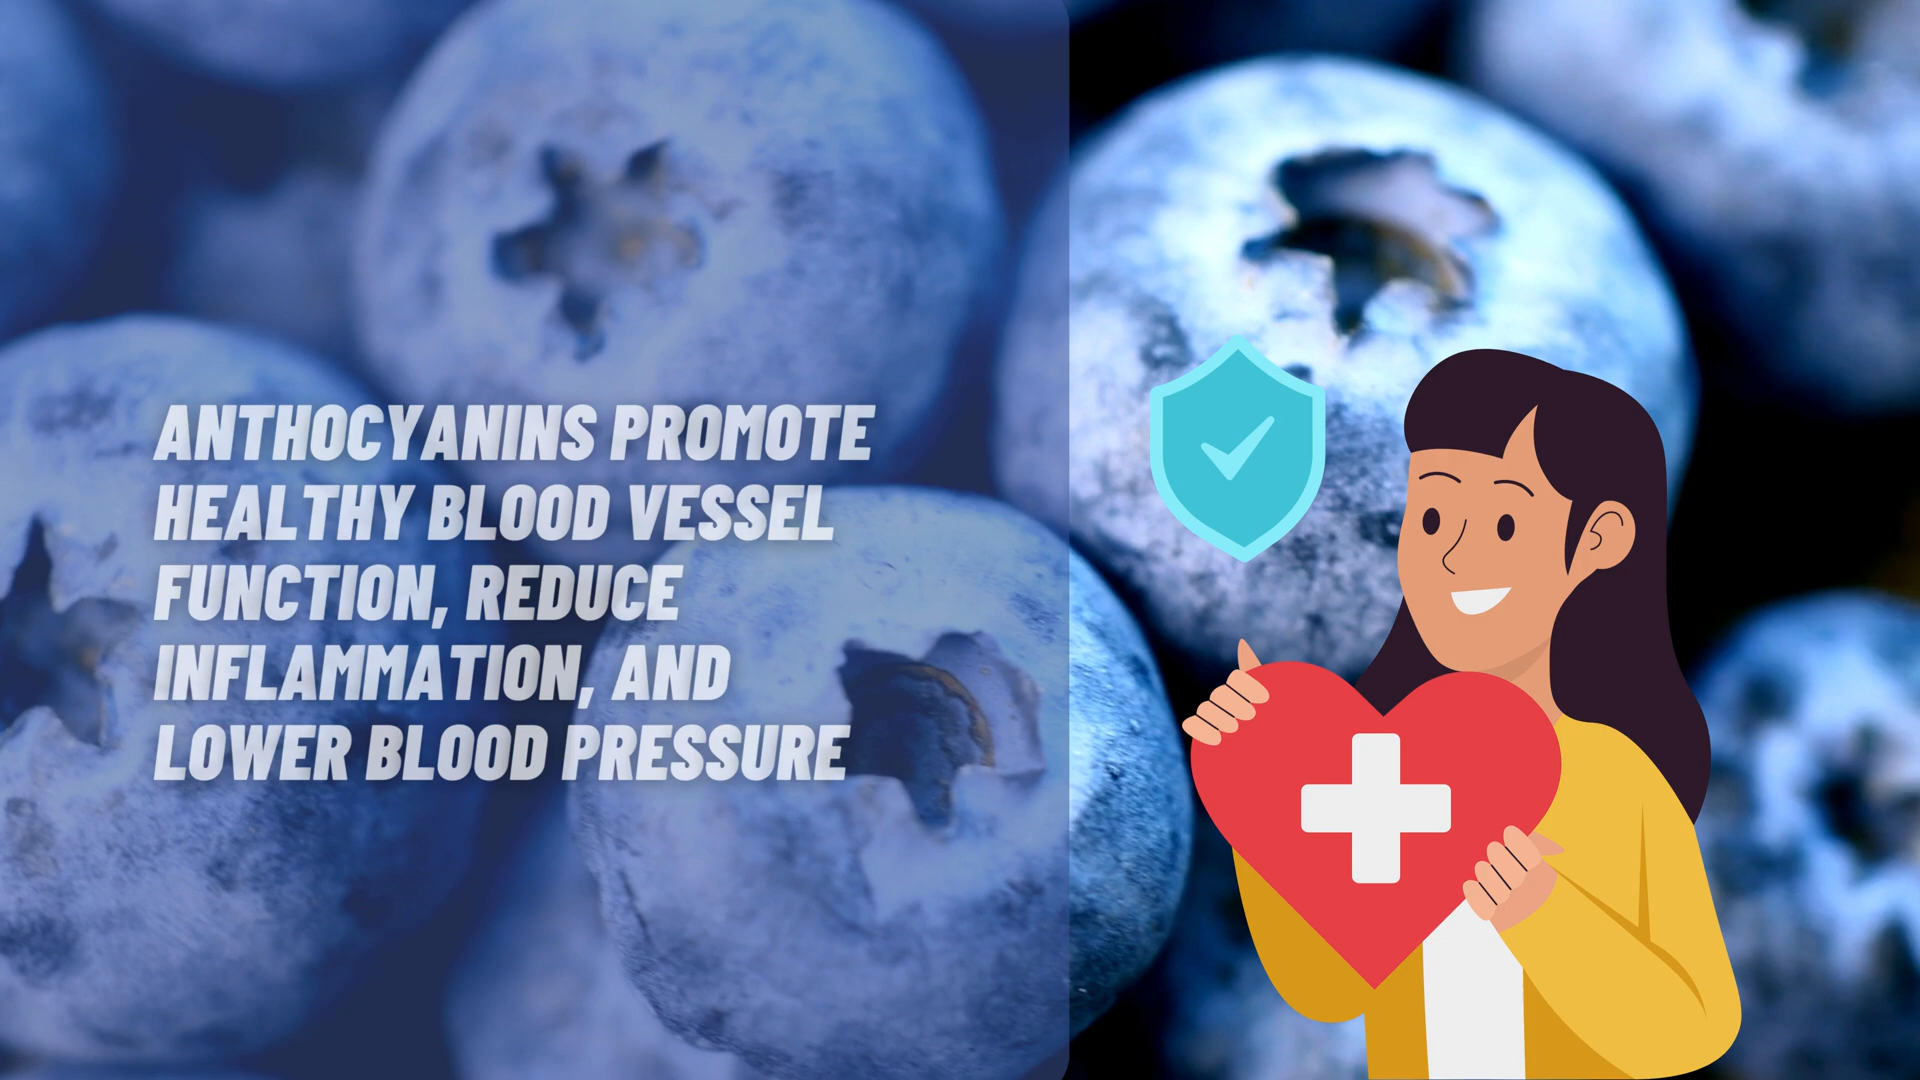 ANTHOCYANINS PROMOTE
HEALTHY BLOOD VESSEL
FUNCTION, REDUCE
INFLAMMATION, AND
LOWER BLOOD PRESSURE